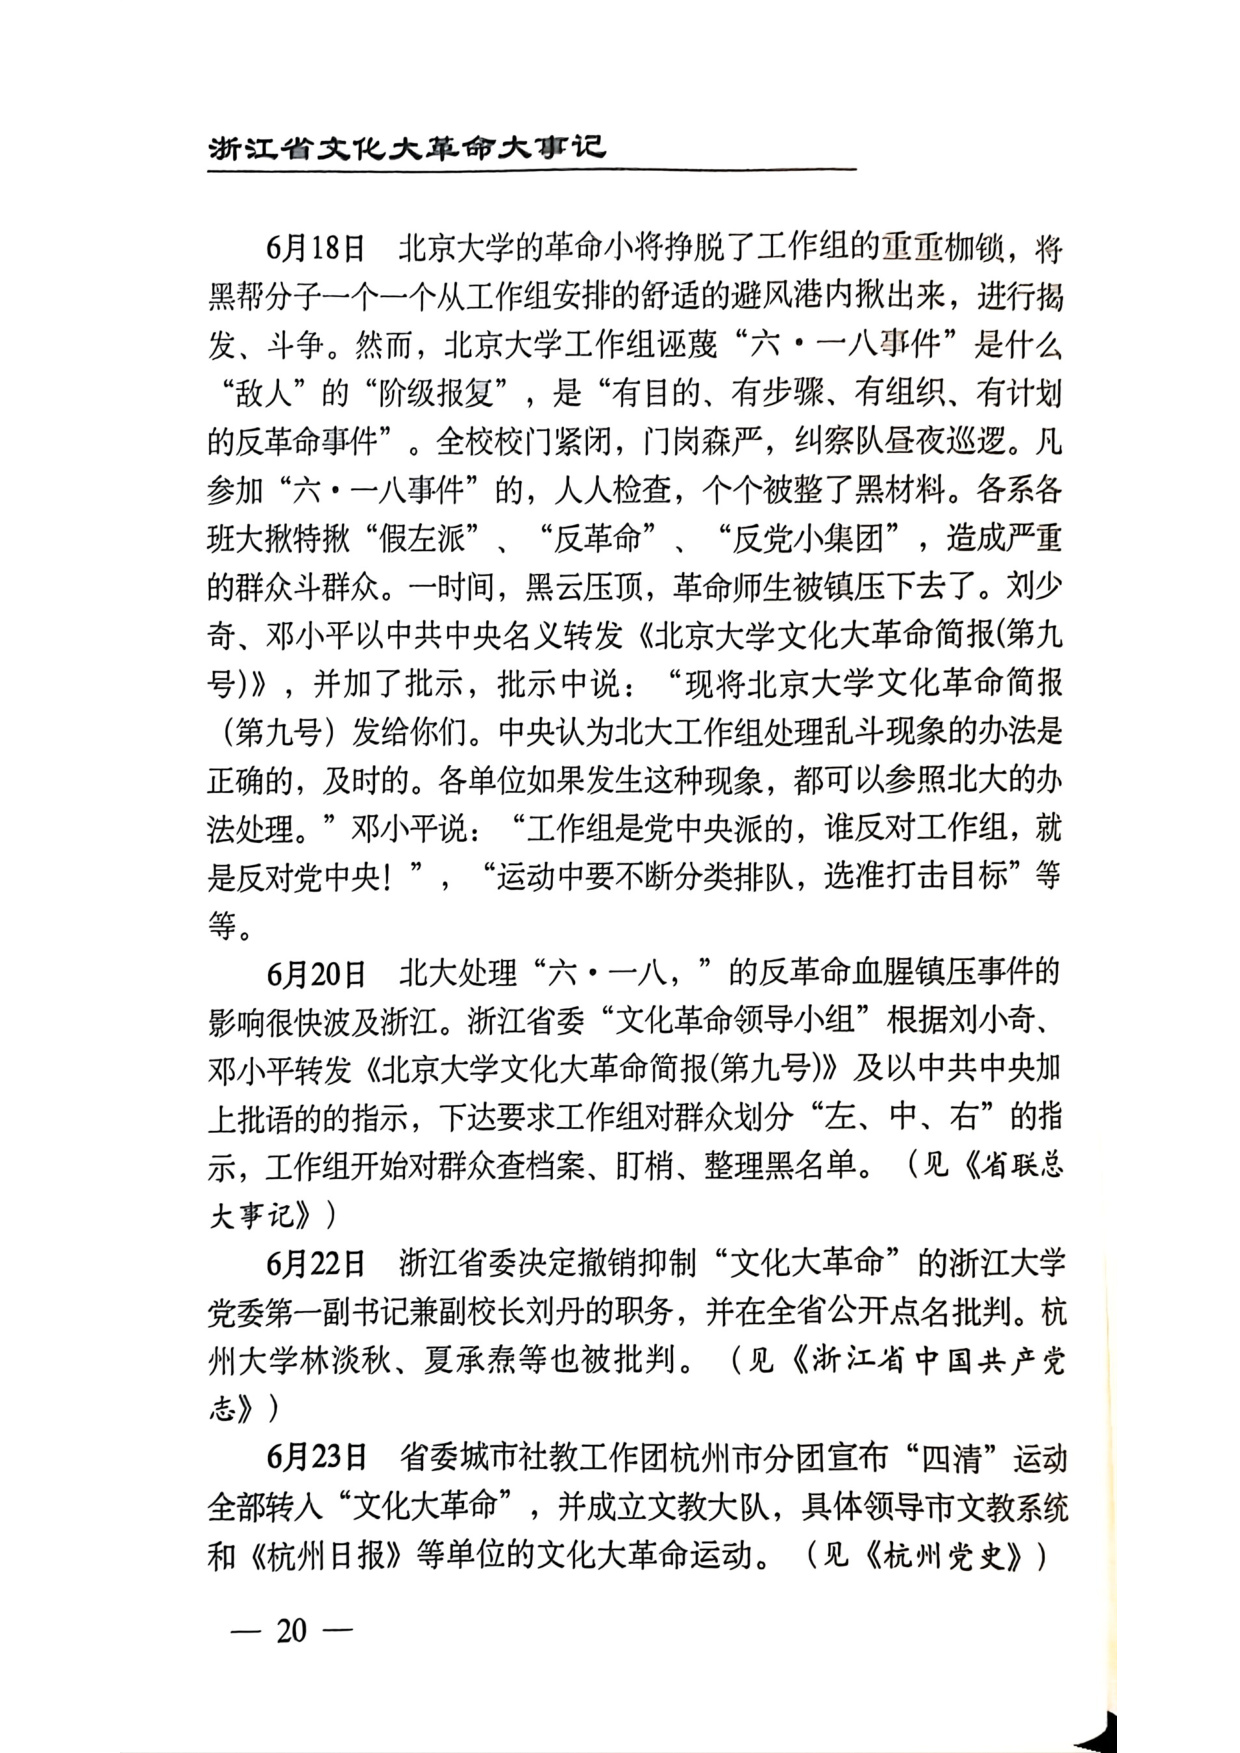 浙江省文化大革命大事记
6月18日 北京大学的革命小将挣脱了工作组的重重枷锁，将
黑帮分子一个一个从工作组安排的舒适的避风港内揪出来，进行揭
发、斗争。然而，北京大学工作组诬蔑“六·一八事件”是什么
“敌人”的“阶级报复”，是“有目的、有步骤、有组织、有计划
的反革命事件”。全校校门紧闭，门岗森严，纠察队昼夜巡逻。凡
参加“六·一八事件”的，人人检查，个个被整了黑材料。各系各
班大揪特揪“假左派”、“反革命”、“反党小集团”，造成严重
的群众斗群众。一时间，黑云压顶，革命师生被镇压下去了。刘少
奇、邓小平以中共中央名义转发《北京大学文化大革命简报(第九
号)》，并加了批示，批示中说：“现将北京大学文化革命简报
（第九号）发给你们。中央认为北大工作组处理乱斗现象的办法是
正确的，及时的。各单位如果发生这种现象，都可以参照北大的办
法处理。”邓小平说：“工作组是党中央派的，谁反对工作组，就
是反对党中央！”，“运动中要不断分类排队，选准打击目标”等
等。
6月20日 北大处理“六·一八，”的反革命血腥镇压事件的
影响很快波及浙江。浙江省委“文化革命领导小组”根据刘小奇、
邓小平转发《北京大学文化大革命简报(第九号)》及以中共中央加
上批语的的指示，下达要求工作组对群众划分“左、中、右”的指
示，工作组开始对群众查档案、盯梢、整理黑名单。（见《省联总
大事记》）
6月22日 浙江省委决定撤销抑制“文化大革命”的浙江大学
党委第一副书记兼副校长刘丹的职务，并在全省公开点名批判。杭
州大学林淡秋、夏承焘等也被批判。（见《浙江省中国共产党
志》）
6月23日 省委城市社教工作团杭州市分团宣布“四清”运动
全部转入“文化大革命”，并成立文教大队，具体领导市文教系统
和《杭州日报》等单位的文化大革命运动。（见《杭州党史》）
— 20 —